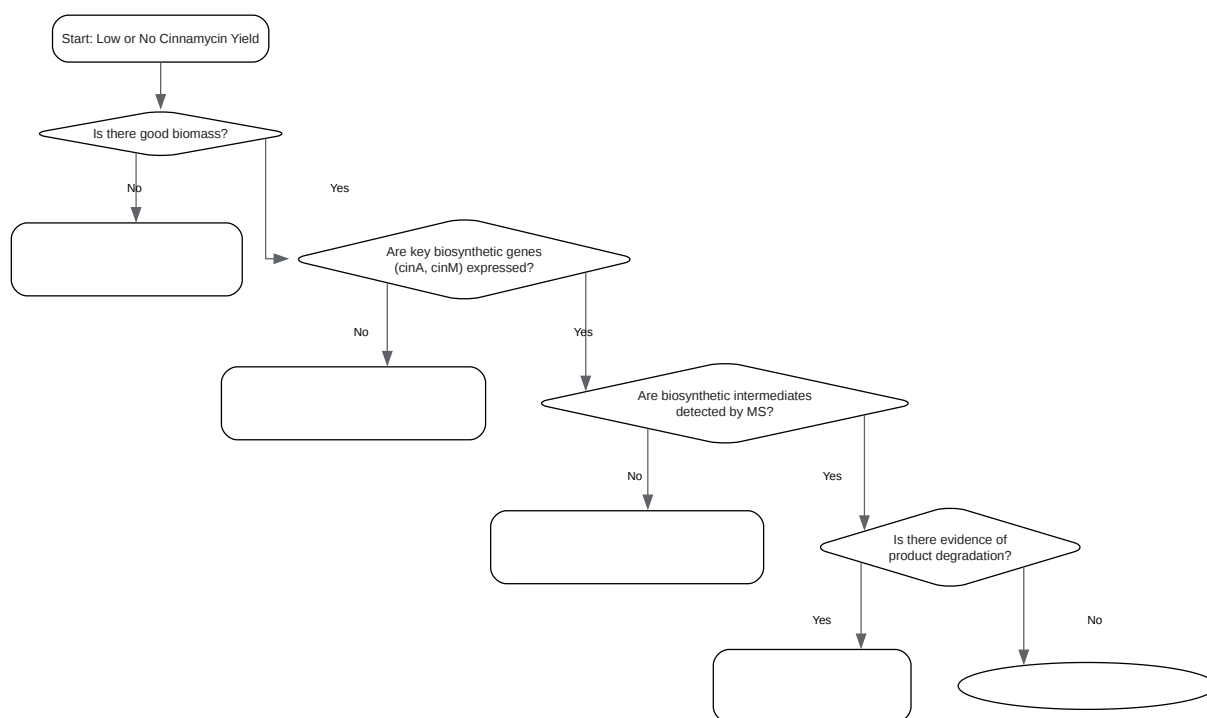 Start: Low or No Cinnamycin Yield
Is there good biomass?
No
Yes
Are key biosynthetic genes
(cinA, cinM) expressed?
No
Yes
Are biosynthetic intermediates
detected by MS?
No
Yes
Is there evidence of
product degradation?
Yes
No